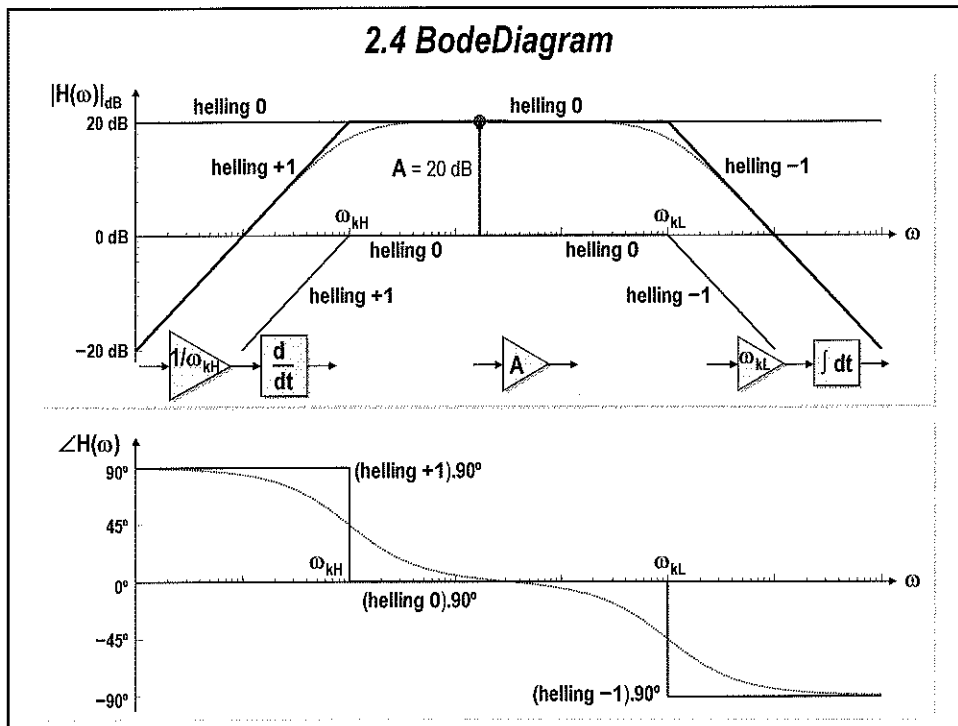 2.4 BodeDiagram
|H(ω)|dB
helling 0
helling 0
20 dB
helling +1
A = 20 dB
helling −1
ωkH
ωkL
0 dB
ω
helling 0
helling 0
helling +1
helling −1
−20 dB
1/ωkH
d
dt
A
ωkL
∫ dt
∠H(ω)
90º
(helling +1).90º
45º
ωkH
ωkL
0º
ω
(helling 0).90º
−45º
(helling −1).90º
−90º